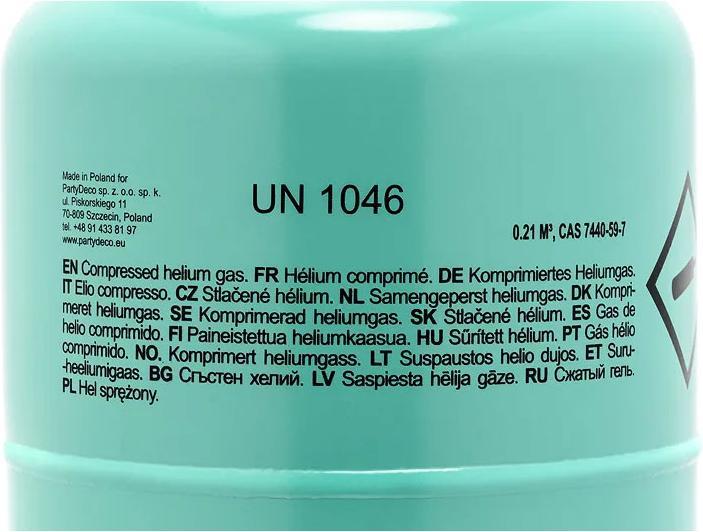 Made in Poland for
PartyDeco sp. z. o.o. sp. k.
ul. Piskorskiego 11
70-809 Szczecin, Poland
tel. +48 91 433 81 97
www.partydeco.eu
UN 1046
0.21 M³, CAS 7440-59-7
EN Compressed helium gas. FR Hélium comprimé. DE Komprimiertes Heliumgas.
IT Elio compresso. CZ Stlačené hélium. NL Samengeperst heliumgas. DK Kompri-
meret heliumgas. SE Komprimerad heliumgas. SK Stlačené hélium. ES Gas de
helio comprimido. FI Paineistettua heliumkaasua. HU Sűrített hélium. PT Gás hélio
comprimido. NO. Komprimert heliumgass. LT Suspaustos helio dujos. ET Suru-
-heeliumigaas. BG Сгъстен хелий. LV Saspiesta hēlija gāze. RU Сжатый гель.
PL Hel sprężony.